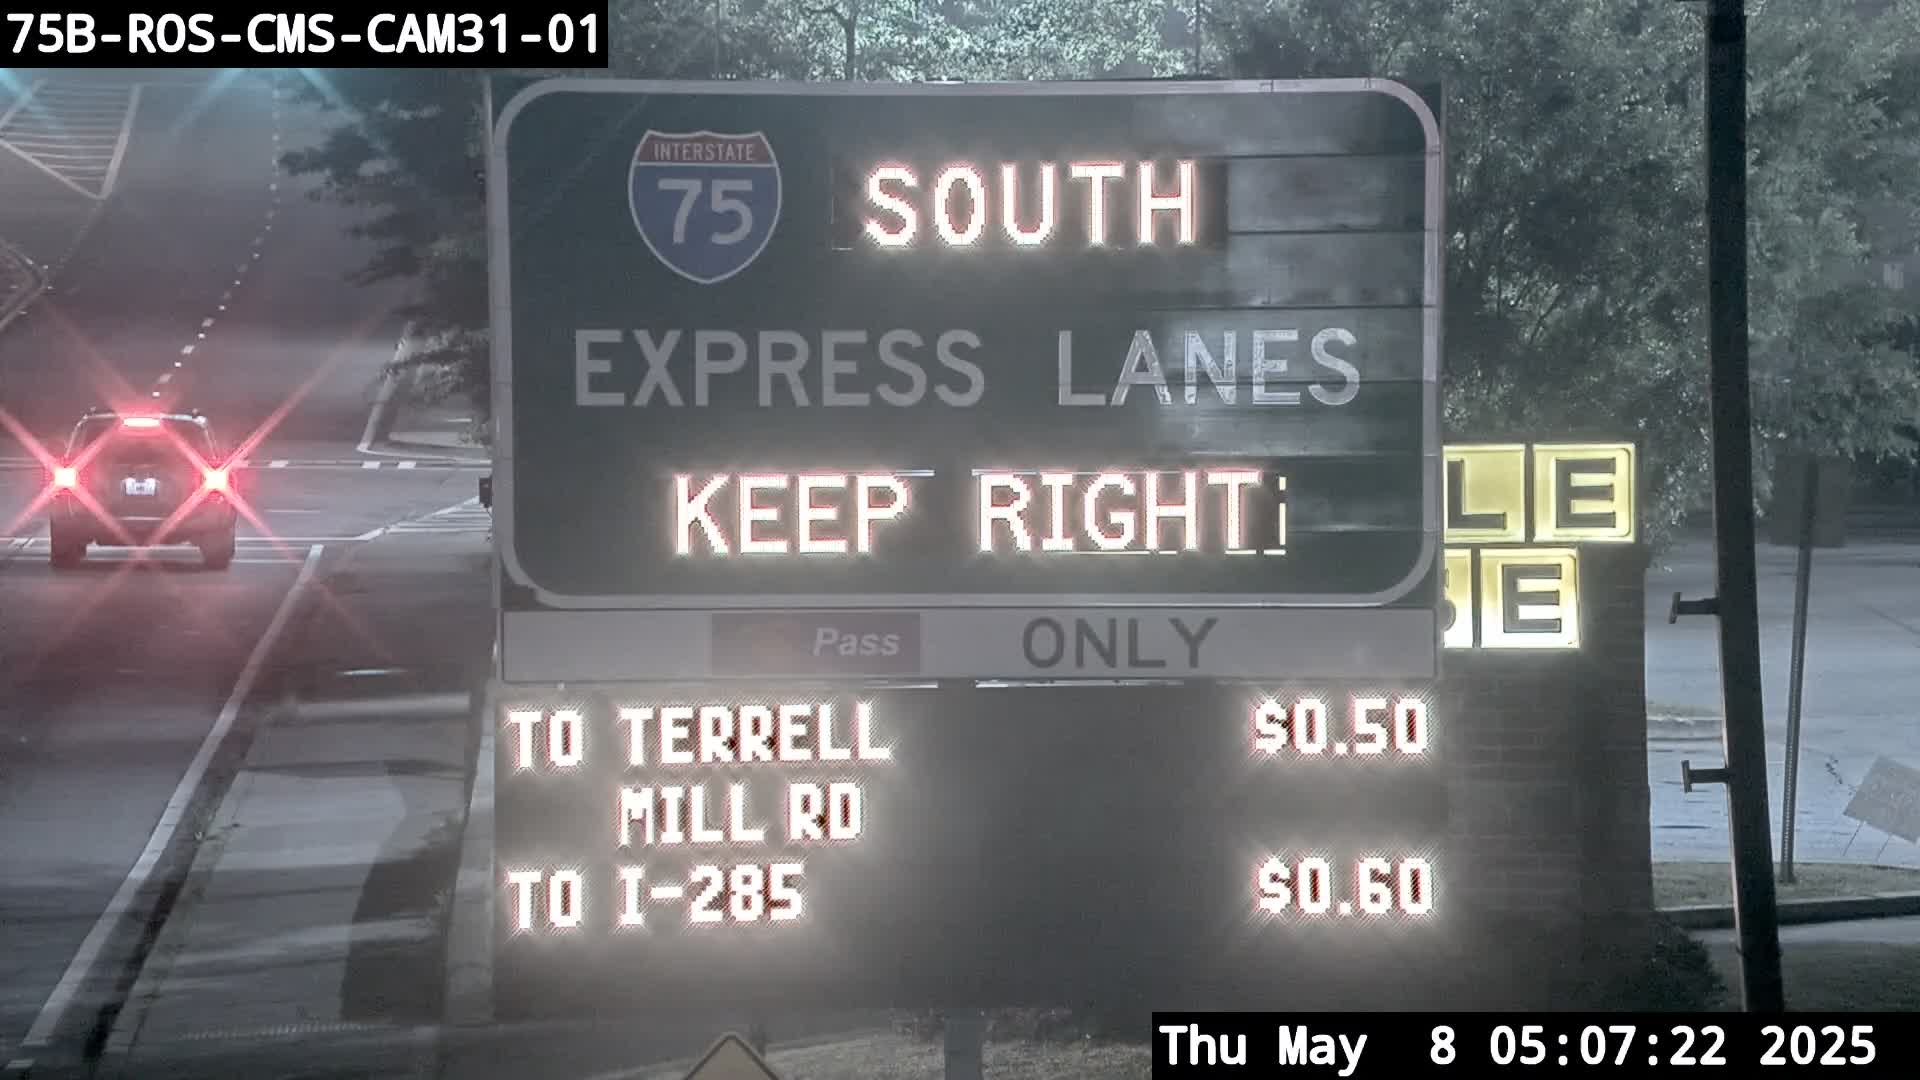 75B-ROS-CMS-CAM31-01
INTERSTATE
75
SOUTH
EXPRESS LANES
KEEP RIGHT
Pass ONLY
LE
E
TO TERRELL $0.50
MILL RD
TO I-285 $0.60
Thu May 8 05:07:22 2025